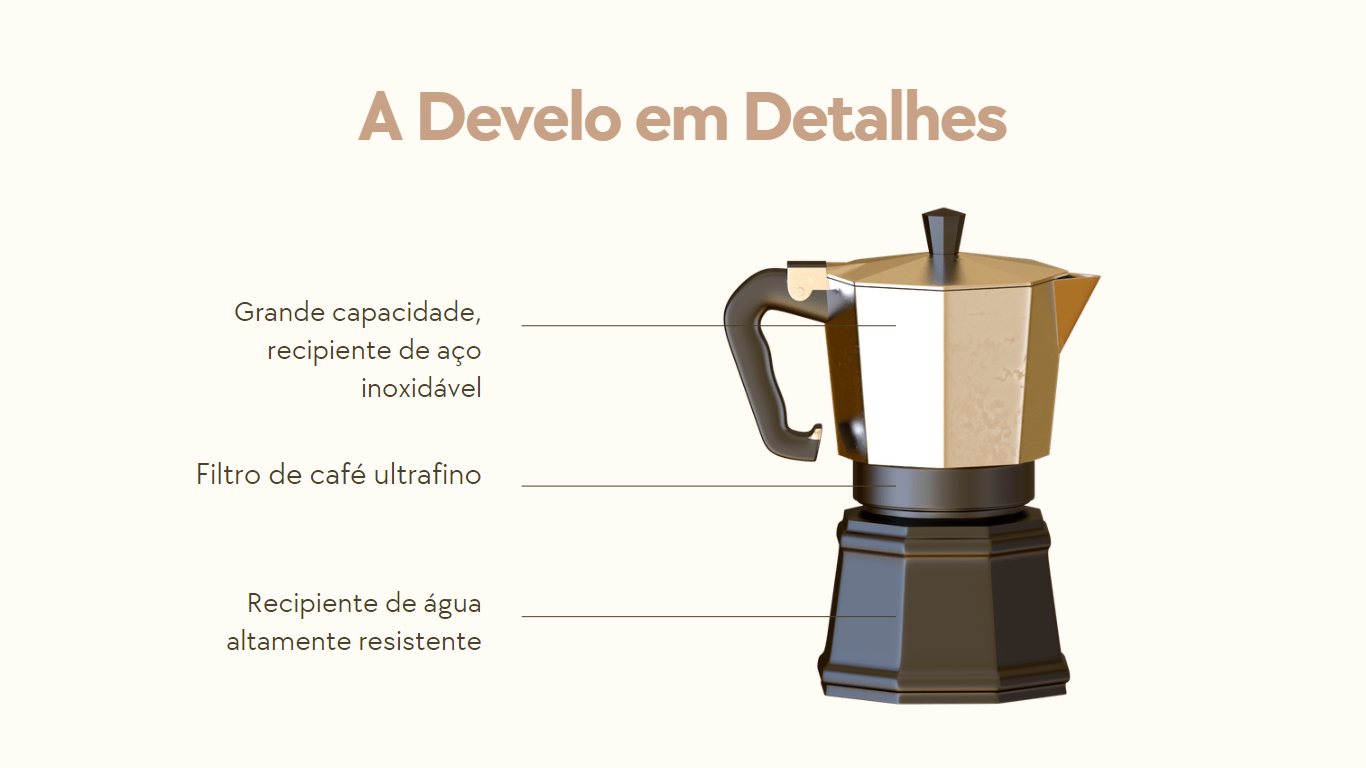 A Develo em Detalhes
Grande capacidade,
recipiente de aço
inoxidável
Filtro de café ultrafino
Recipiente de água
altamente resistente